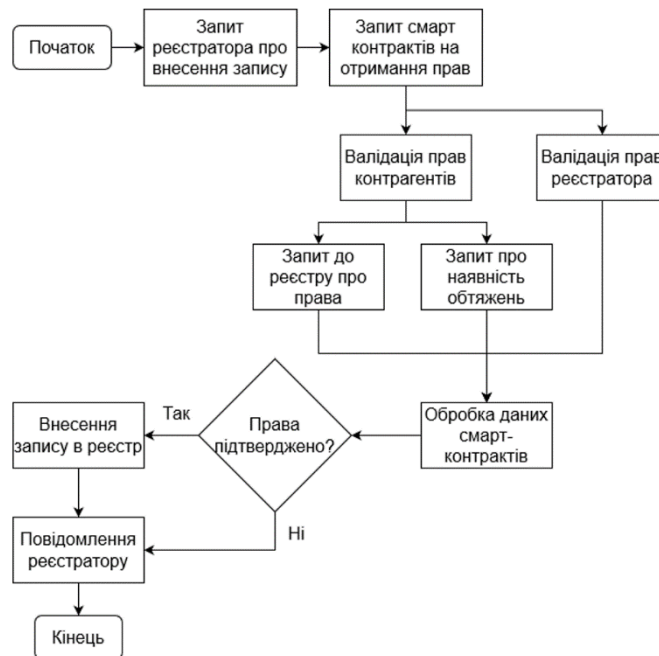 Початок
Запит
реєстратора про
внесення запису
Запит смарт
контрактів на
отримання прав
Валідація прав
контрагентів
Валідація прав
реєстратора
Запит до
реєстру про
права
Запит про
наявність
обтяжень
Обробка даних
смарт-
контрактів
Права
підтверджено?
Так
Ні
Внесення
запису в реєстр
Повідомлення
реєстратору
Кінець